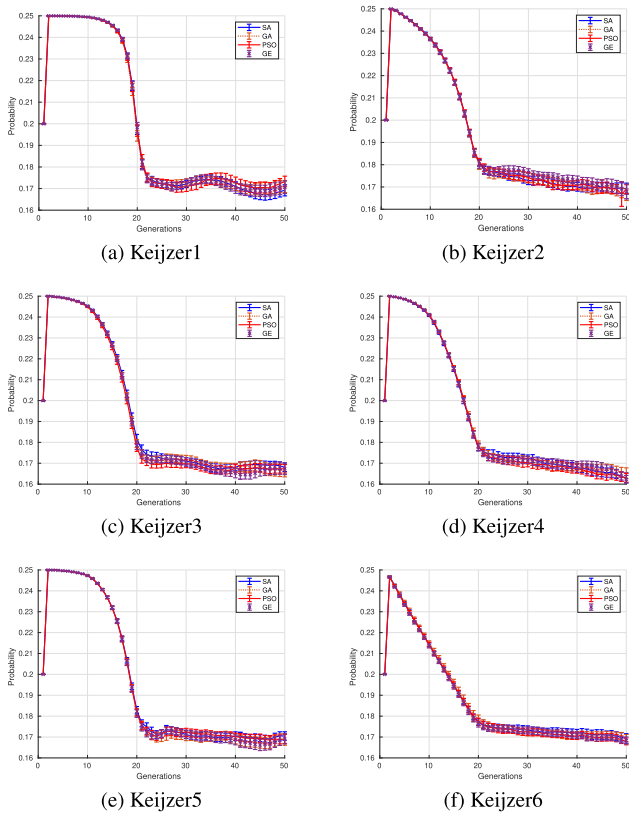 0.25
0.24
0.23
0.22
0.21
0.2
0.19
0.18
0.17
0.16
Probability
SA
GA
PSO
GE
0 10 20 30 40 50
Generations
(a) Keijzer1
0.25
0.24
0.23
0.22
0.21
0.2
0.19
0.18
0.17
0.16
Probability
SA
GA
PSO
GE
0 10 20 30 40 50
Generations
(b) Keijzer2
0.25
0.24
0.23
0.22
0.21
0.2
0.19
0.18
0.17
0.16
Probability
SA
GA
PSO
GE
0 10 20 30 40 50
Generations
(c) Keijzer3
0.25
0.24
0.23
0.22
0.21
0.2
0.19
0.18
0.17
0.16
Probability
SA
GA
PSO
GE
0 10 20 30 40 50
Generations
(d) Keijzer4
0.25
0.24
0.23
0.22
0.21
0.2
0.19
0.18
0.17
0.16
Probability
SA
GA
PSO
GE
0 10 20 30 40 50
Generations
(e) Keijzer5
0.25
0.24
0.23
0.22
0.21
0.2
0.19
0.18
0.17
0.16
Probability
SA
GA
PSO
GE
0 10 20 30 40 50
Generations
(f) Keijzer6